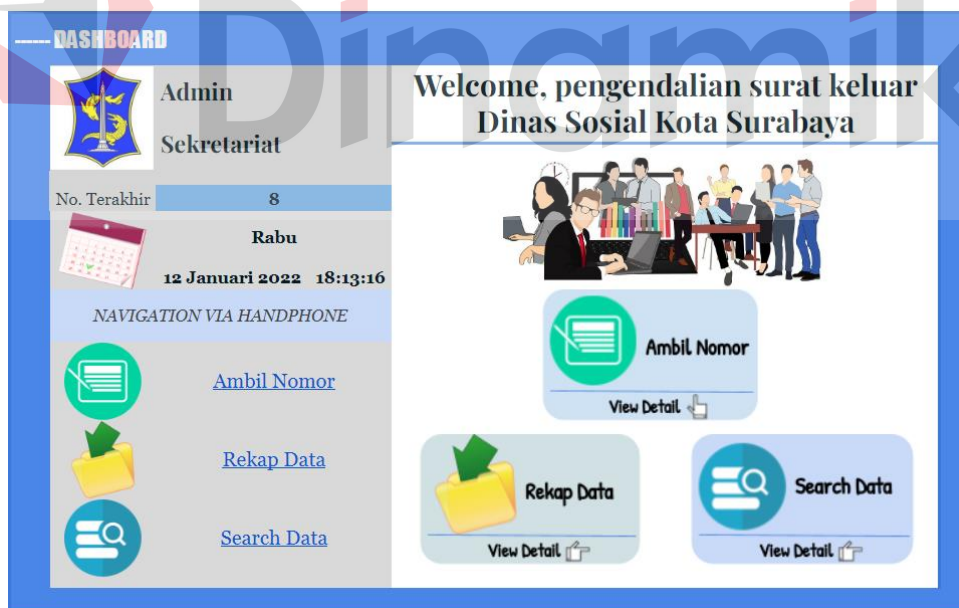 Dinamik
------ DASHBOARD
Admin
Sekretariat
No. Terakhir 8
Rabu
12 Januari 2022 18:13:16
NAVIGATION VIA HANDPHONE
Ambil Nomor
Rekap Data
Search Data
Welcome, pengendalian surat keluar
Dinas Sosial Kota Surabaya
Ambil Nomor
View Detail
Rekap Data
View Detail
Search Data
View Detail